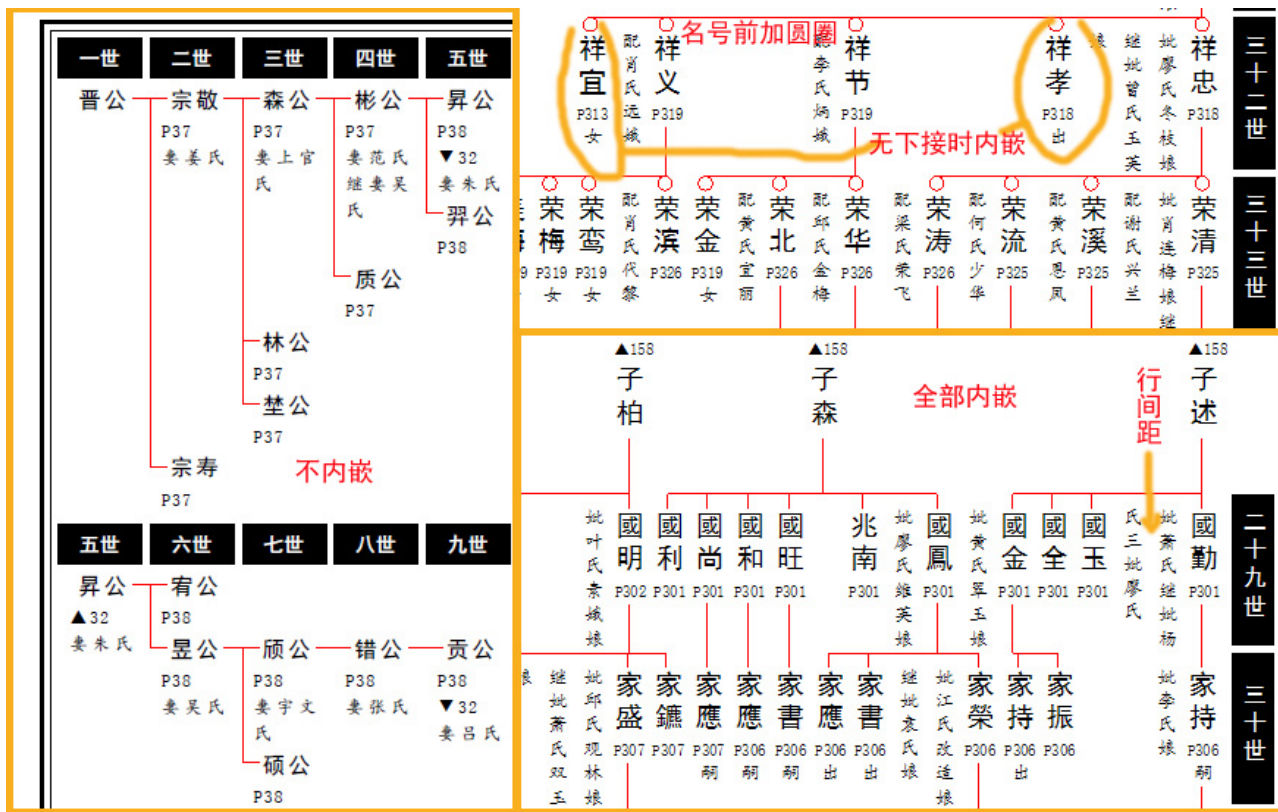 一世 二世 三世 四世 五世
晋公 宗敬 森公 彬公 昇公
P37 P37 P37 P38
妻姜氏 妻上官氏 妻范氏 继妻吴氏 ▼32 妻朱氏
羿公
P38
质公
P37
林公
P37
埜公
P37
宗寿
P37
不内嵌
五世 六世 七世 八世 九世
昇公 宥公
▲32 P38
妻朱氏
昱公 颀公 错公 贡公
P38 P38 P38 P38
妻吴氏 妻宇文氏 妻张氏 ▼32 妻吕氏
硕公
P38
名号前加圆圈
三十二世
祥忠 P318
妣廖氏冬枝娘
继妣曾氏玉英
娘
祥孝 P318 出
祥节 P319
配李氏炳娥
祥义 P319
配肖氏远娥
祥宜 P313 女
无下接时内嵌
三十三世
荣清 P325
妣肖连梅娘继
配谢氏兴兰
荣溪 P325
配黄氏恩凤
荣流 P325
配何氏少华
荣涛 P326
配梁氏荣飞
荣华 P326
配邱氏金梅
荣北 P326
配黄氏宜丽
荣金 P319 女
荣滨 P326
配肖氏代黎
荣鸾 P319 女
荣梅 P319 女
全部内嵌
行间距
▲158 子述
▲158 子森
▲158 子柏
二十九世
國勤 P301
妣萧氏继妣杨
氏三妣廖氏
國玉 P301
國全 P301
國金 P301
妣黄氏翠玉娘
國鳳 P301
妣廖氏维英娘
兆南 P301
國旺 P301
國和 P301
國尚 P301
國利 P301
國明 P302
妣叶氏素娥娘
三十世
家持 P306 嗣
妣李氏娘
家振 P306
家持 P306 出
家榮 P306
妣江氏改造娘
继妣袁氏娘
家書 P306 出
家應 P306 出
家書 P306 嗣
家應 P306 嗣
家應 P307 嗣
家鑣 P307
家盛 P307
妣邱氏观林娘
继妣萧氏双玉
娘